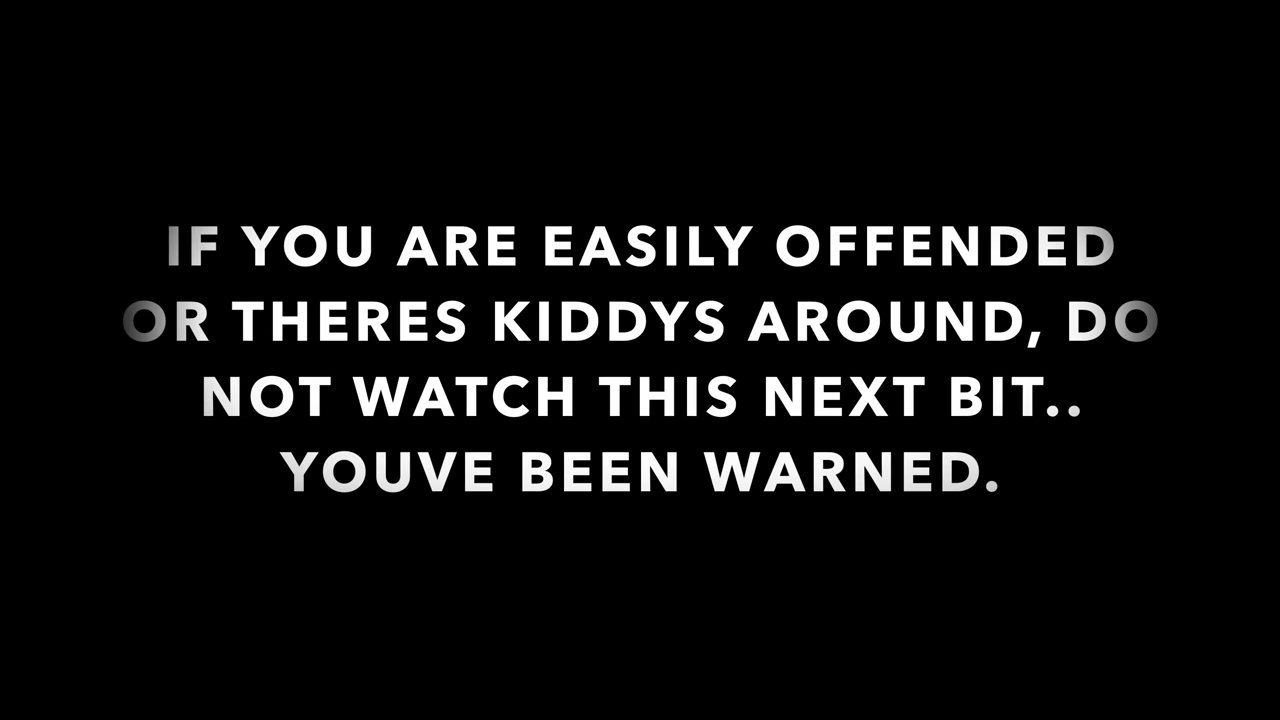 IF YOU ARE EASILY OFFENDED
OR THERES KIDDYS AROUND, DO
NOT WATCH THIS NEXT BIT..
YOUVE BEEN WARNED.